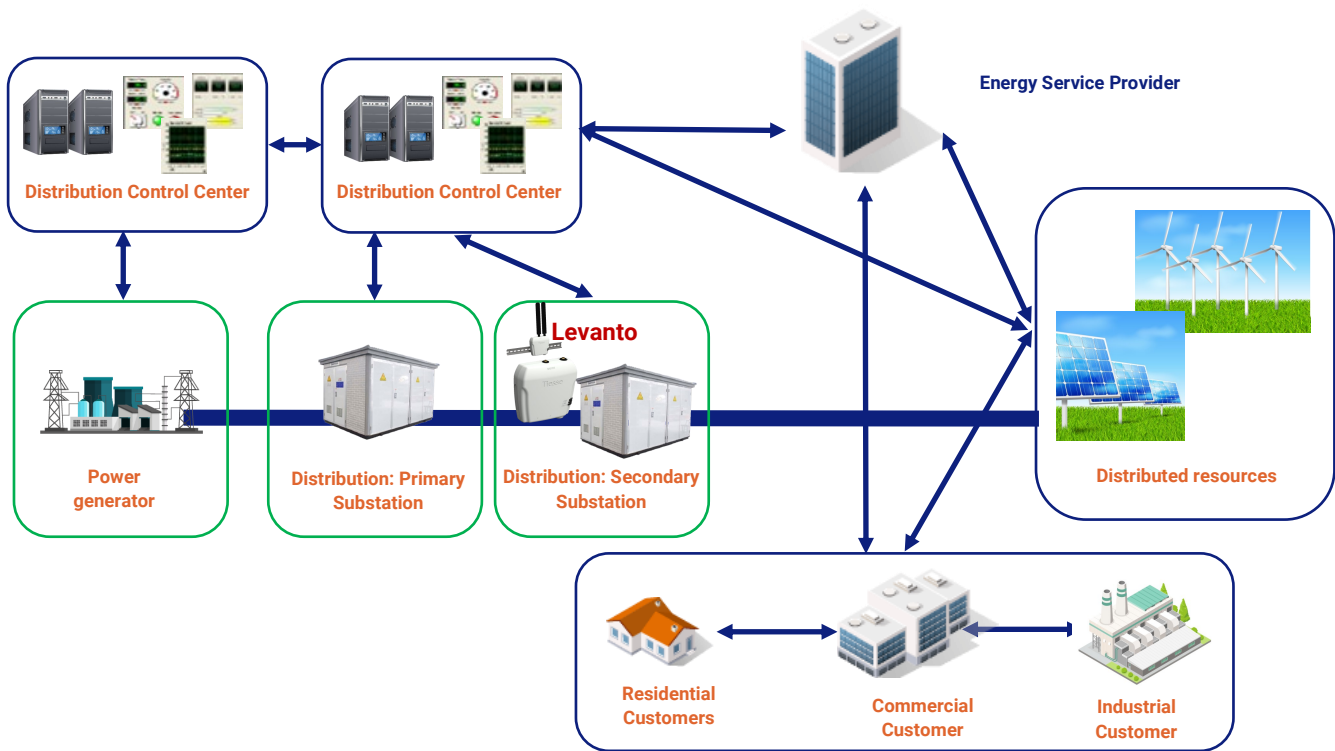 Energy Service Provider
Distribution Control Center
Distribution Control Center
Levanto
Power
generator
Distribution: Primary
Substation
Distribution: Secondary
Substation
Distributed resources
Residential
Customers
Commercial
Customer
Industrial
Customer